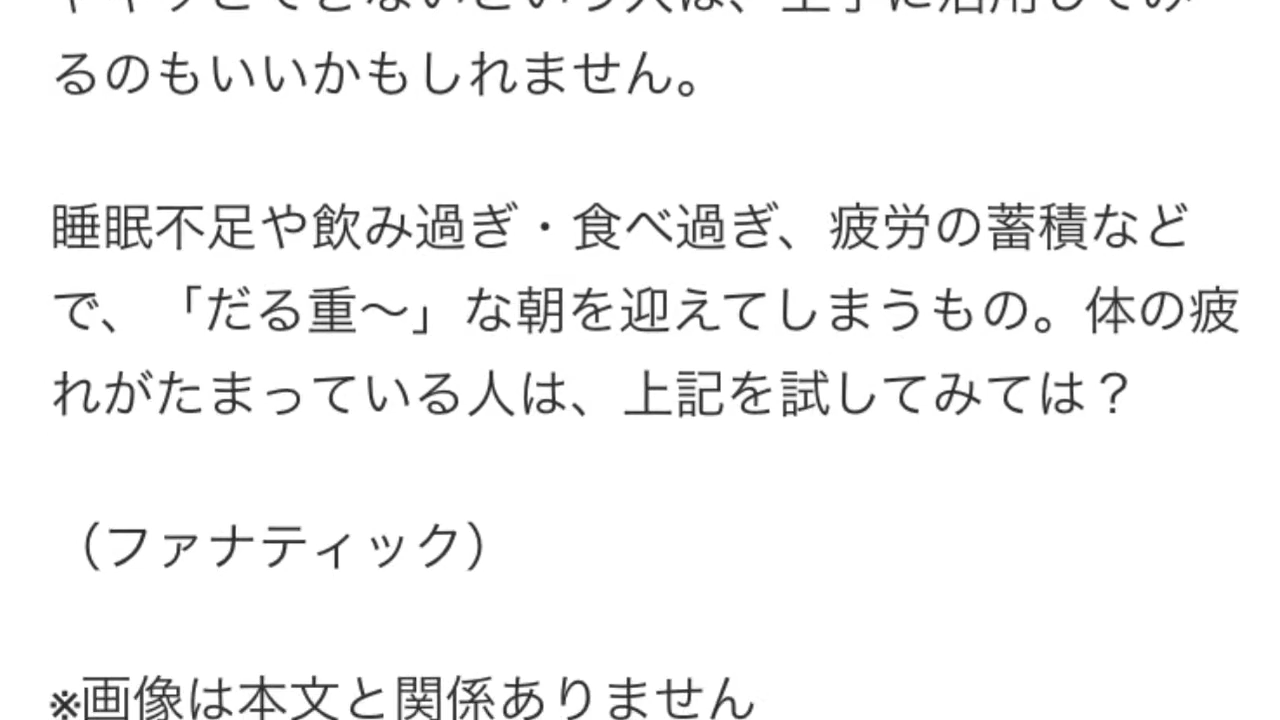 るのもいいかもしれません。
睡眠不足や飲み過ぎ・食べ過ぎ、疲労の蓄積など
で、「だる重〜」な朝を迎えてしまうもの。体の疲
れがたまっている人は、上記を試してみては？
（ファナティック）
※画像は本文と関係ありません